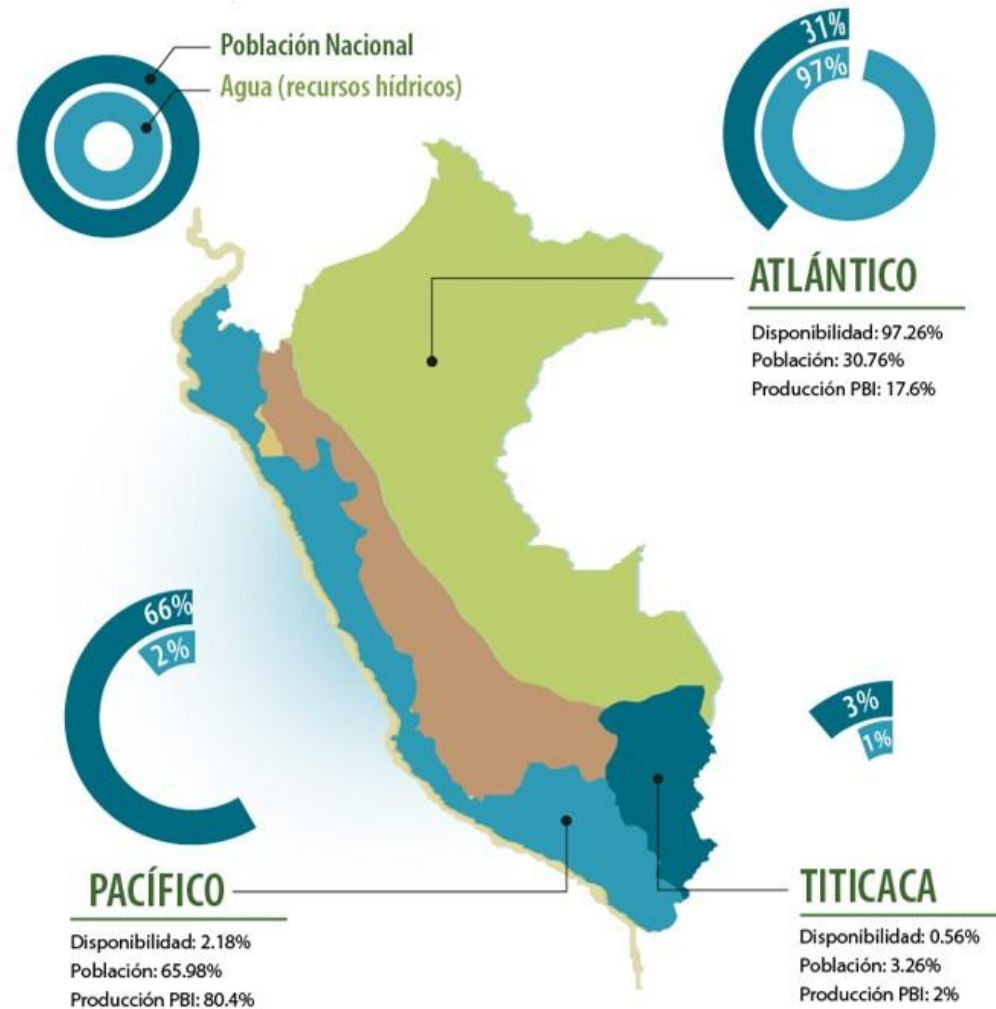 Población Nacional
Agua (recursos hídricos)
31%
97%
ATLÁNTICO
Disponibilidad: 97.26%
Población: 30.76%
Producción PBI: 17.6%
66%
2%
3%
1%
PACÍFICO
Disponibilidad: 2.18%
Población: 65.98%
Producción PBI: 80.4%
TITICACA
Disponibilidad: 0.56%
Población: 3.26%
Producción PBI: 2%